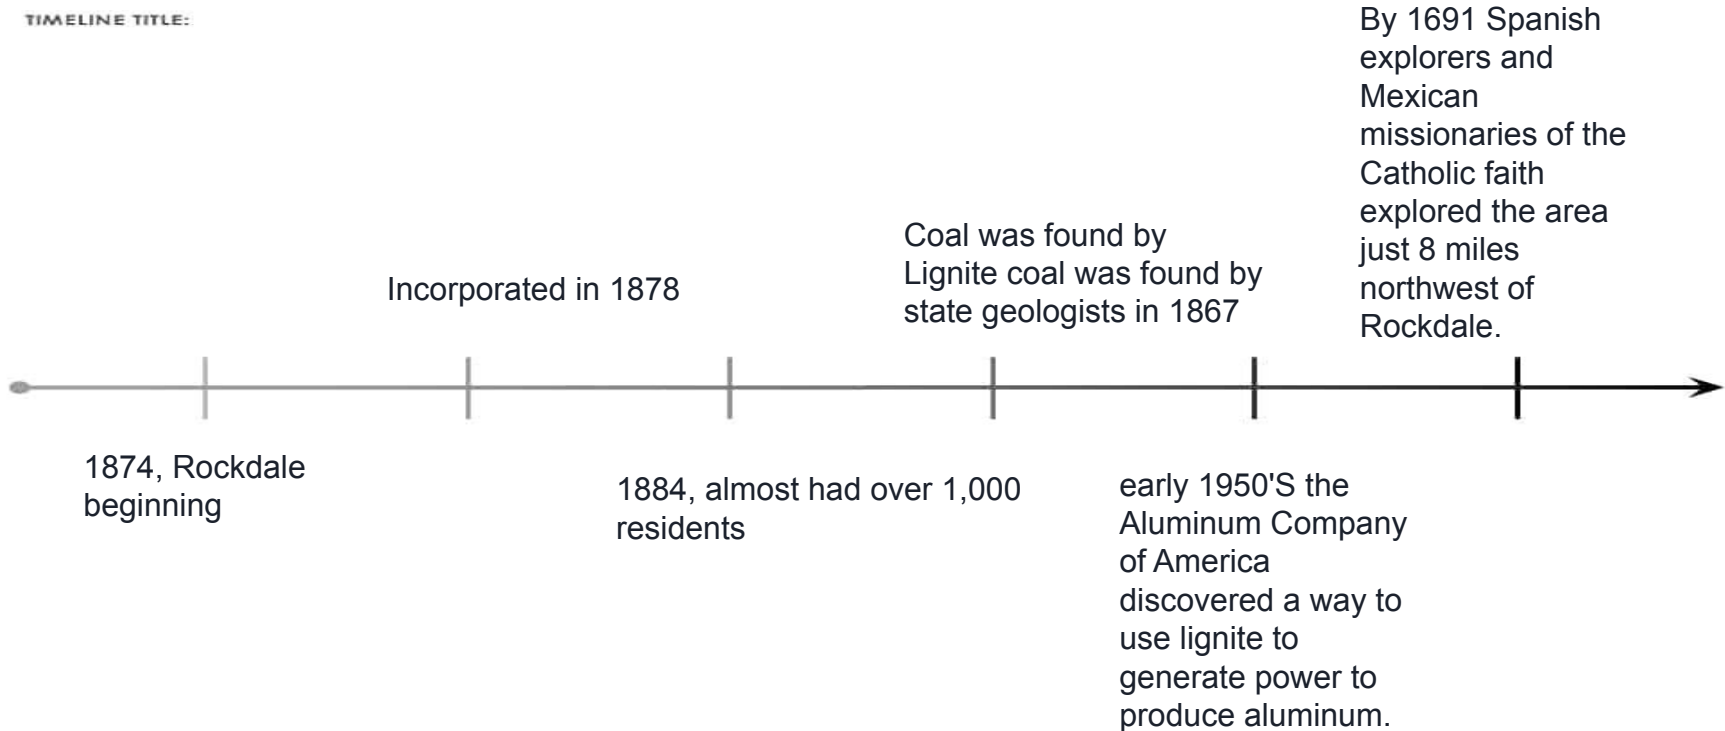 TIMELINE TITLE:
By 1691 Spanish
explorers and
Mexican
missionaries of the
Catholic faith
explored the area
just 8 miles
northwest of
Rockdale.
Coal was found by
Lignite coal was found by
state geologists in 1867
Incorporated in 1878
1874, Rockdale
beginning
1884, almost had over 1,000
residents
early 1950'S the
Aluminum Company
of America
discovered a way to
use lignite to
generate power to
produce aluminum.